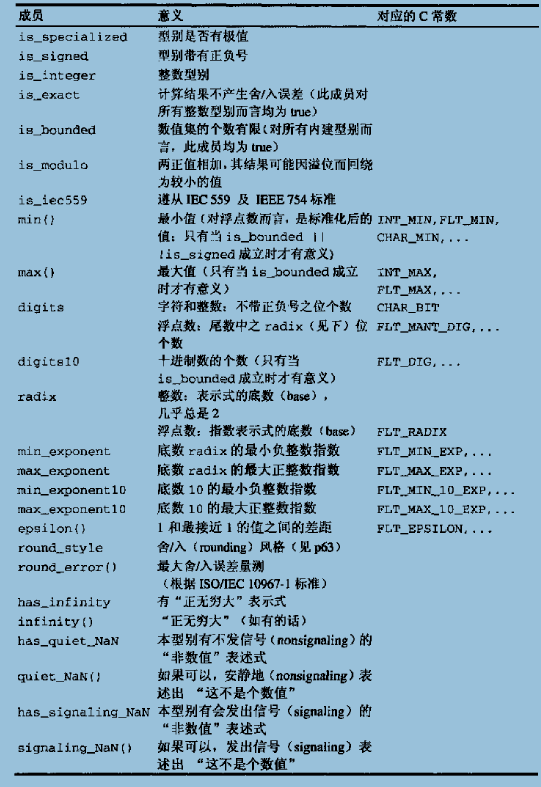 成员 意义 对应的 C 常数
is_specialized 型别是否有极值
is_signed 型别带有正负号
is_integer 整数型别
is_exact 计算结果不产生舍/入误差（此成员对
所有整数型别而言均为 true）
is_bounded 数值集的个数有限（对所有内建型别而
言，此成员均为 true）
is_modulo 两正值相加，其结果可能因溢位而回绕
为较小的值
is_iec559 遵从 IEC 559 及 IEEE 754 标准
min() 最小值（对浮点数而言，是标准化后的 INT_MIN, FLT_MIN,
值；只有当 is_bounded || CHAR_MIN,...
!is_signed 成立时才有意义）
max() 最大值（只有当 is_bounded 成立 INT_MAX,
时才有意义） FLT_MAX,...
digits 字符和整数：不带正负号之位个数 CHAR_BIT
浮点数：尾数中之 radix（见下）位 FLT_MANT_DIG,...
个数
digits10 十进制数的个数（只有当 FLT_DIG,...
is_bounded 成立时才有意义）
radix 整数：表示式的底数（base），
几乎总是 2
浮点数：指数表示式的底数（base） FLT_RADIX
min_exponent 底数 radix 的最小负整数指数 FLT_MIN_EXP,...
max_exponent 底数 radix 的最大正整数指数 FLT_MAX_EXP,...
min_exponent10 底数 10 的最小负整数指数 FLT_MIN_10_EXP,...
max_exponent10 底数 10 的最大正整数指数 FLT_MAX_10_EXP,...
epsilon() 1 和最接近 1 的值之间的差距 FLT_EPSILON,...
round_style 舍/入（rounding）风格（见 p63）
round_error() 最大舍/入误差量测
（根据 ISO/IEC 10967-1 标准）
has_infinity 有“正无穷大”表示式
infinity() “正无穷大”（如有的话）
has_quiet_NaN 本型别有不发信号（nonsignaling）的
“非数值”表述式
quiet_NaN() 如果可以，安静地（nonsignaling）表
述出 “这不是个数值”
has_signaling_NaN 本型别有会发出信号（signaling）的
“非数值”表述式
signaling_NaN() 如果可以，发出信号（signaling）表
述出 “这不是个数值”